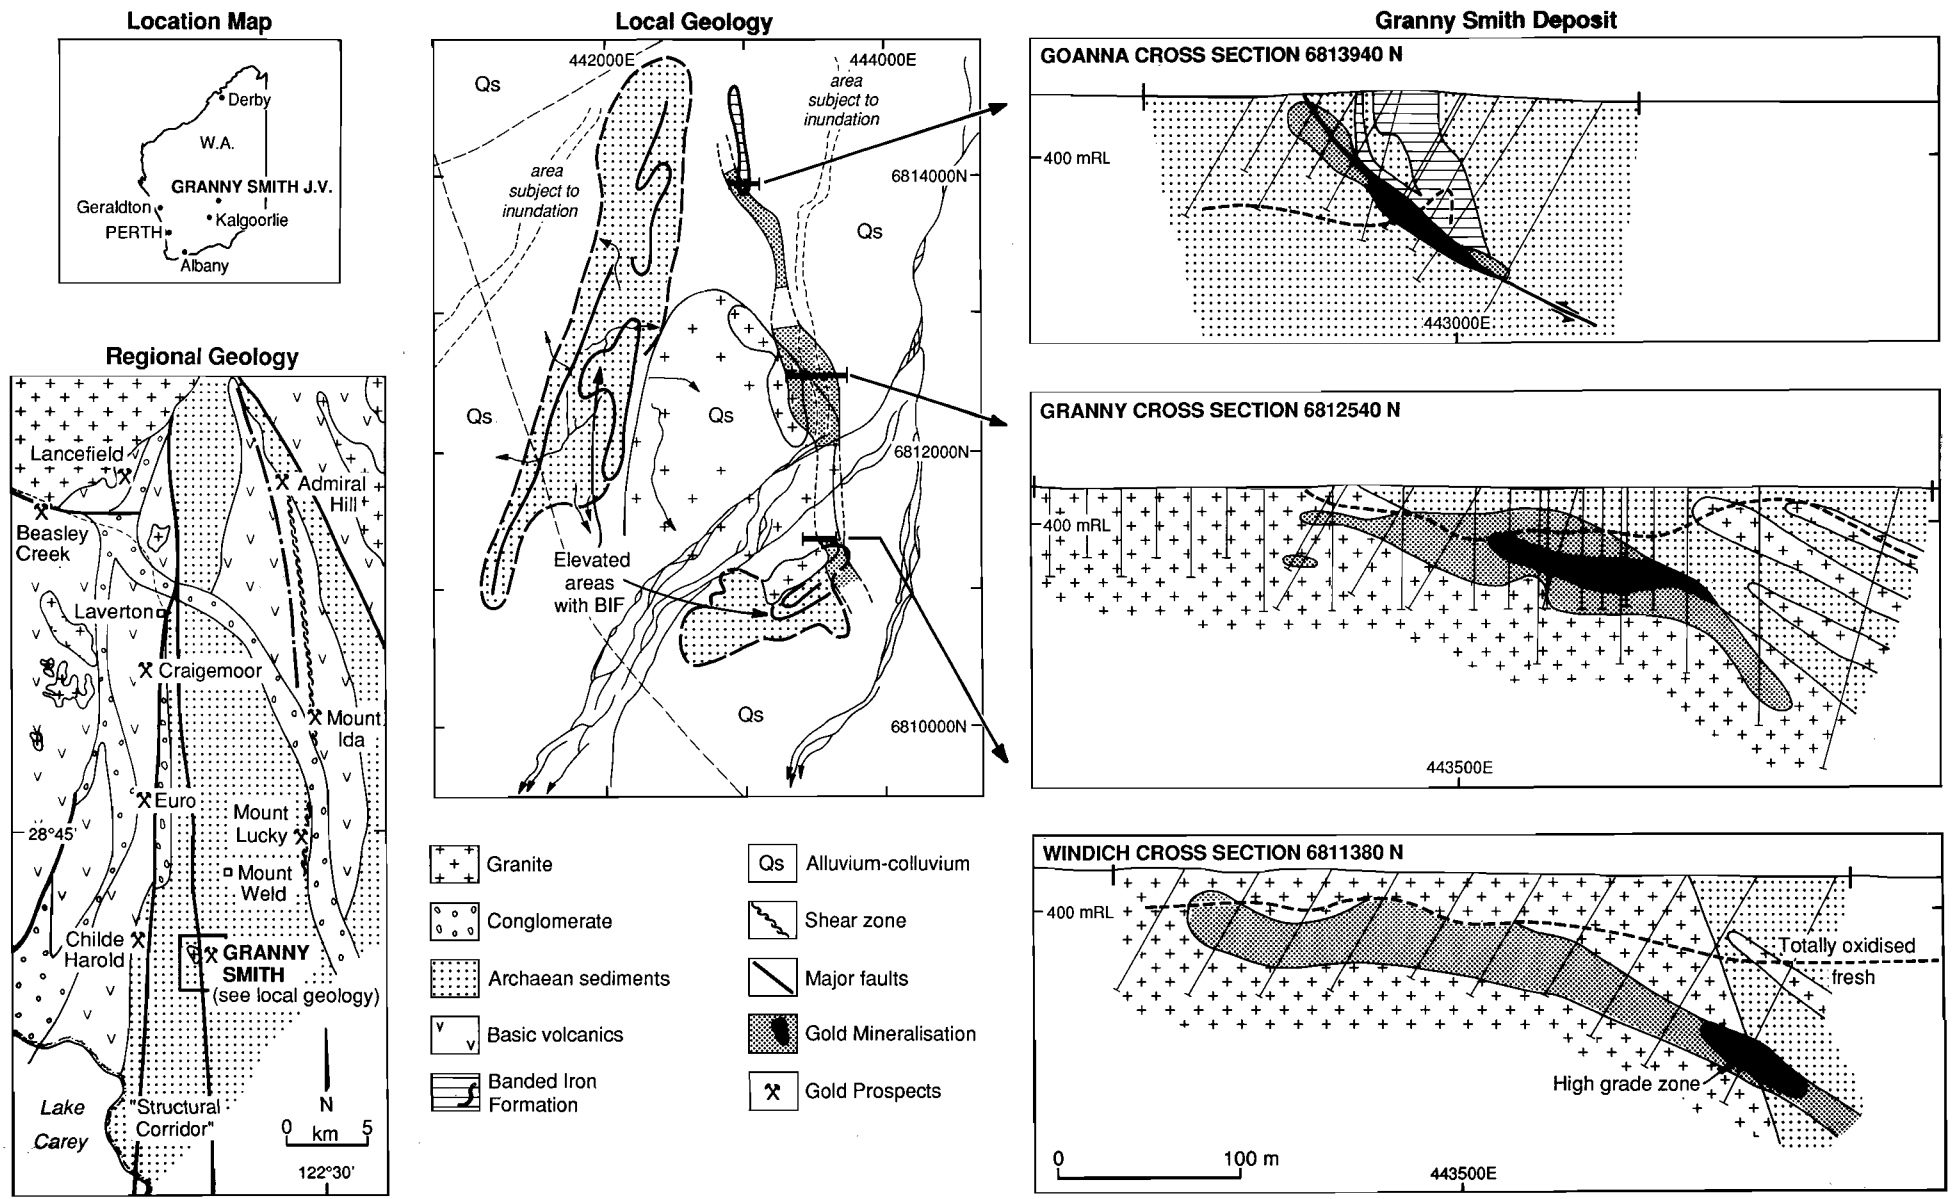 Location Map
Derby
W.A.
GRANNY SMITH J.V.
Geraldton
Kalgoorlie
PERTH
Albany
Regional Geology
Lancefield
Admiral
Hill
Beasley
Creek
Laverton
Craigemoor
Mount
Ida
Euro
Mount
Lucky
28°45'
Mount
Weld
Childe
Harold
GRANNY
SMITH
(see local geology)
Lake
Carey
"Structural
Corridor"
N
0 km 5
122°30'
Local Geology
442000E
444000E
Qs
area
subject to
inundation
area
subject to
inundation
6814000N
Qs
Qs
Qs
6812000N
Elevated
areas
with BIF
Qs
6810000N
Granite
Conglomerate
Archaean sediments
Basic volcanics
Banded Iron
Formation
Qs Alluvium-colluvium
Shear zone
Major faults
Gold Mineralisation
Gold Prospects
Granny Smith Deposit
GOANNA CROSS SECTION 6813940 N
400 mRL
443000E
GRANNY CROSS SECTION 6812540 N
400 mRL
443500E
WINDICH CROSS SECTION 6811380 N
400 mRL
Totally oxidised
fresh
High grade zone
0 100 m
443500E